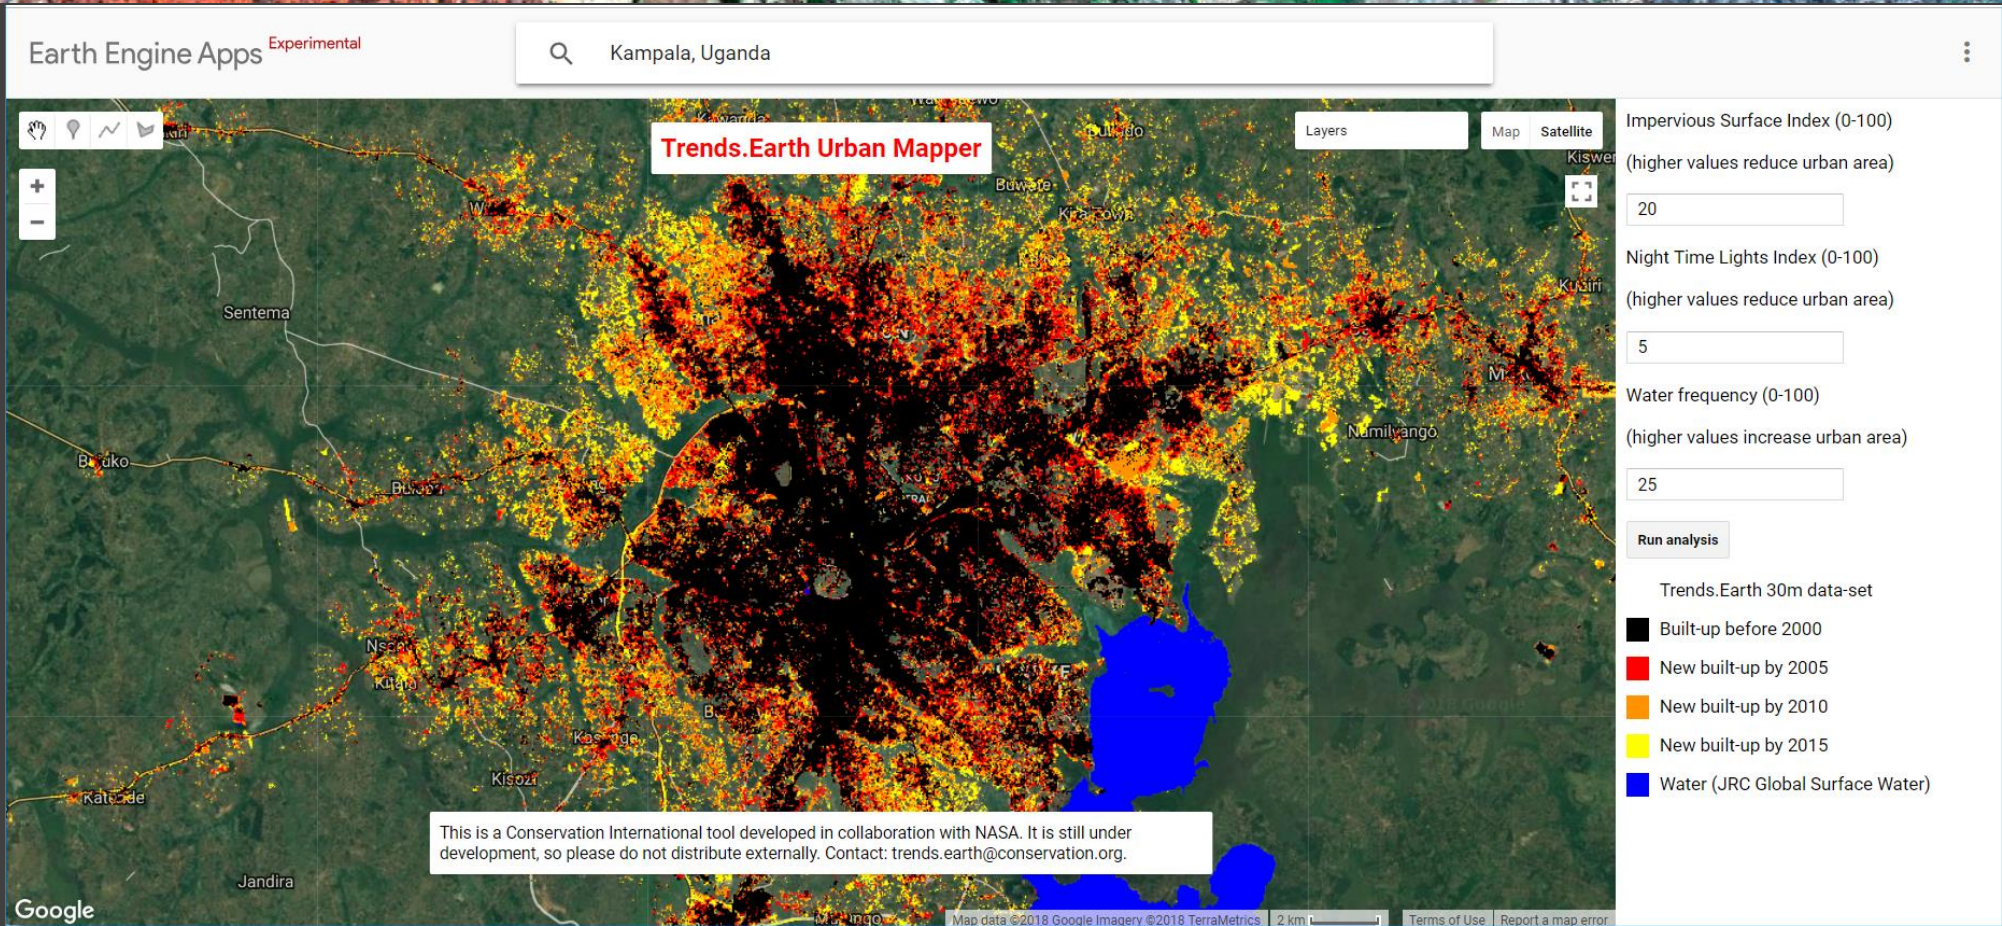 Earth Engine Apps Experimental
Kampala, Uganda
Trends.Earth Urban Mapper
Layers
Map Satellite
Buwate
Sentema
Namilyango
Kisozi
Jandira
This is a Conservation International tool developed in collaboration with NASA. It is still under
development, so please do not distribute externally. Contact: trends.earth@conservation.org.
Google
Map data ©2018 Google Imagery ©2018 TerraMetrics 2 km Terms of Use Report a map error
Impervious Surface Index (0-100)
(higher values reduce urban area)
20
Night Time Lights Index (0-100)
(higher values reduce urban area)
5
Water frequency (0-100)
(higher values increase urban area)
25
Run analysis
Trends.Earth 30m data-set
Built-up before 2000
New built-up by 2005
New built-up by 2010
New built-up by 2015
Water (JRC Global Surface Water)